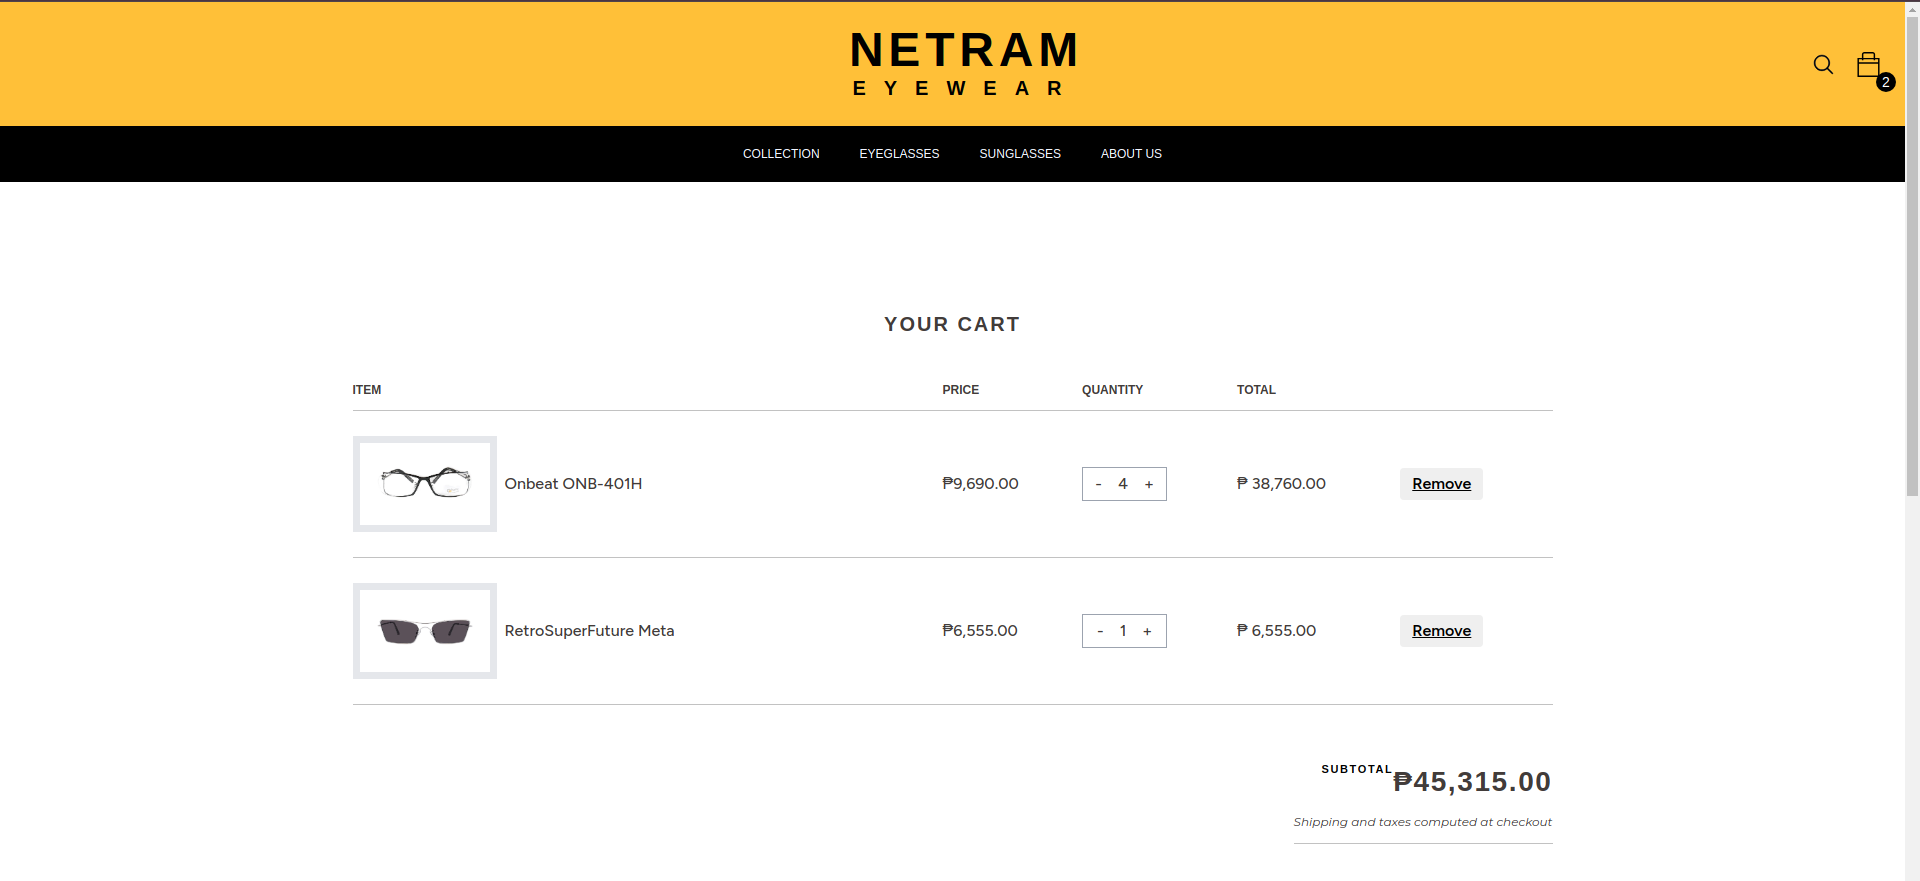 NETRAM
EYEWEAR
2
COLLECTION EYEGLASSES SUNGLASSES ABOUT US
YOUR CART
ITEM PRICE QUANTITY TOTAL
Onbeat ONB-401H ₱9,690.00 - 4 + ₱ 38,760.00 Remove
RetroSuperFuture Meta ₱6,555.00 - 1 + ₱ 6,555.00 Remove
SUBTOTAL ₱45,315.00
Shipping and taxes computed at checkout